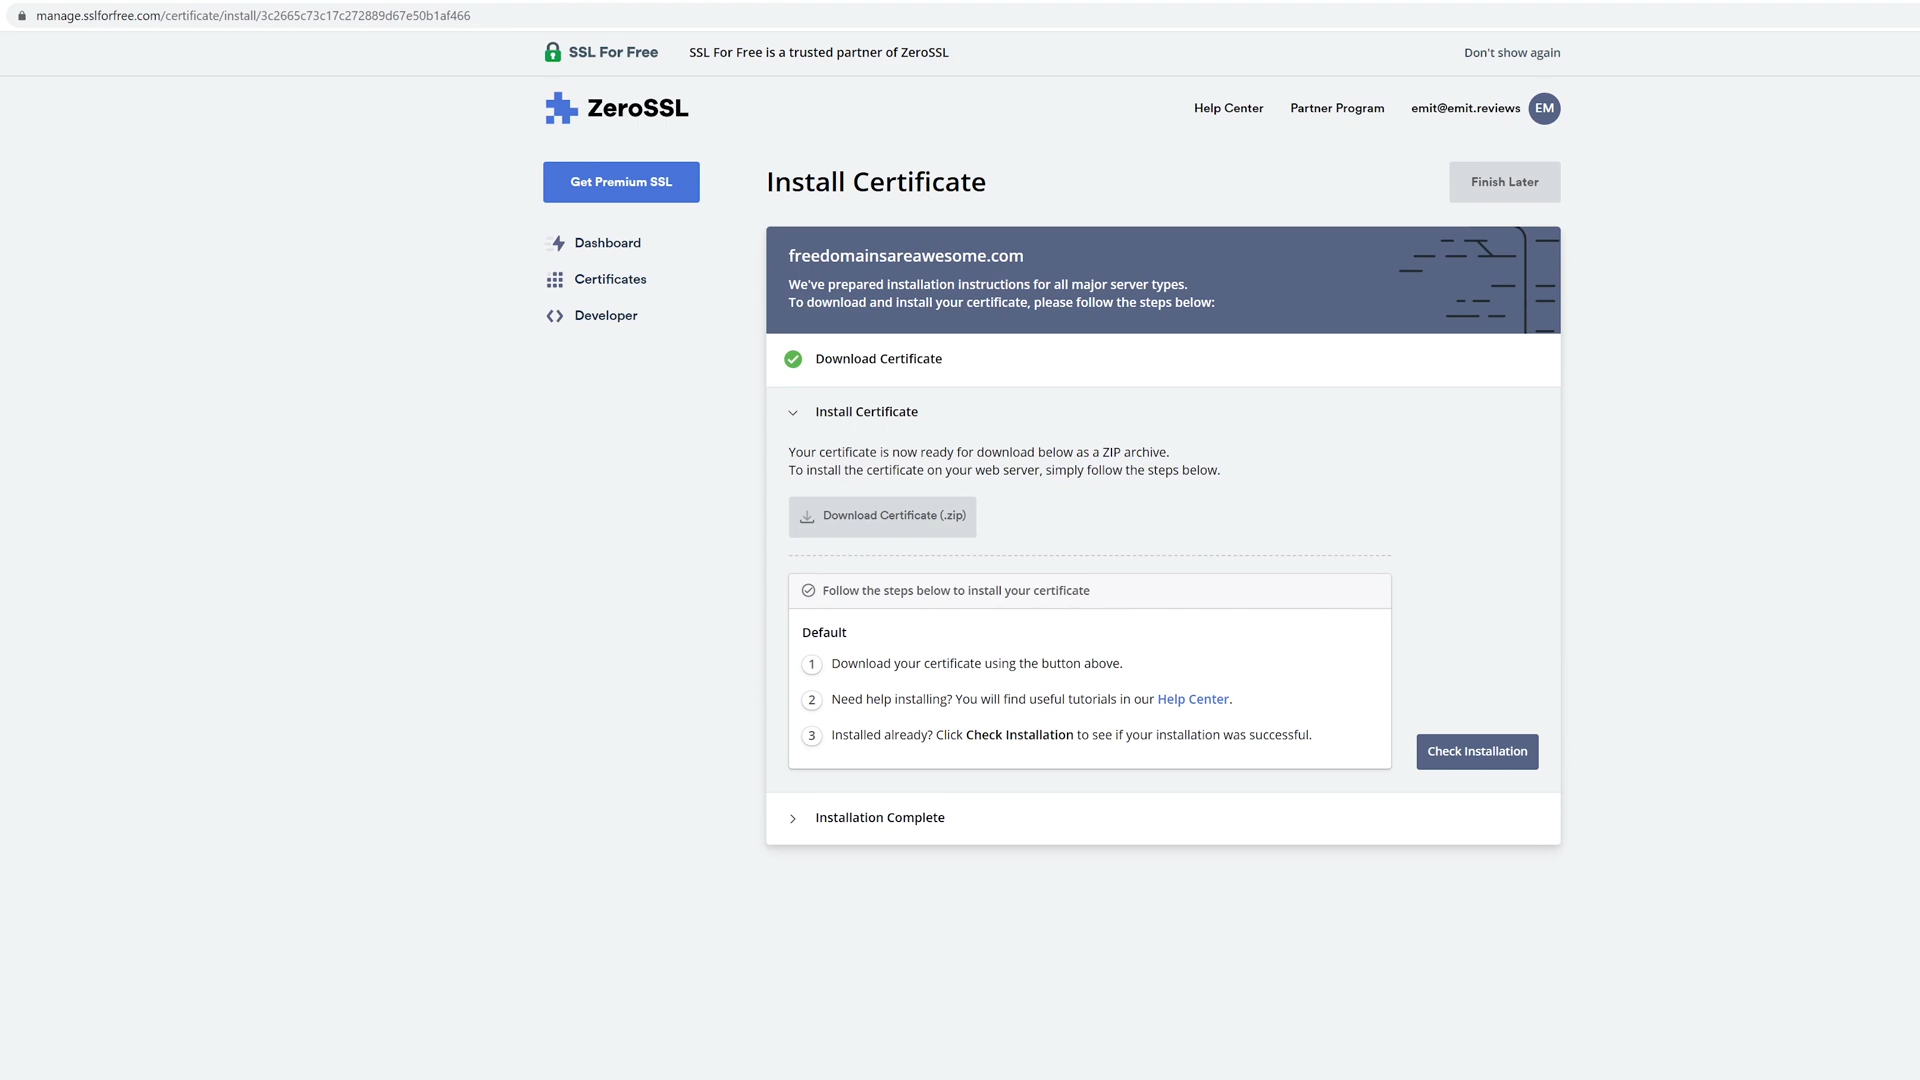 manage.sslforfree.com/certificate/install/3c2665c73c17c272889d67e50b1af466
SSL For Free
SSL For Free is a trusted partner of ZeroSSL
Don't show again
ZeroSSL
Help Center
Partner Program
emit@emit.reviews
EM
Get Premium SSL
Install Certificate
Finish Later
Dashboard
Certificates
Developer
freedomainsareawesome.com
We've prepared installation instructions for all major server types.
To download and install your certificate, please follow the steps below:
Download Certificate
Install Certificate
Your certificate is now ready for download below as a ZIP archive.
To install the certificate on your web server, simply follow the steps below.
Download Certificate (.zip)
Follow the steps below to install your certificate
Default
1 Download your certificate using the button above.
2 Need help installing? You will find useful tutorials in our Help Center.
3 Installed already? Click Check Installation to see if your installation was successful.
Check Installation
Installation Complete